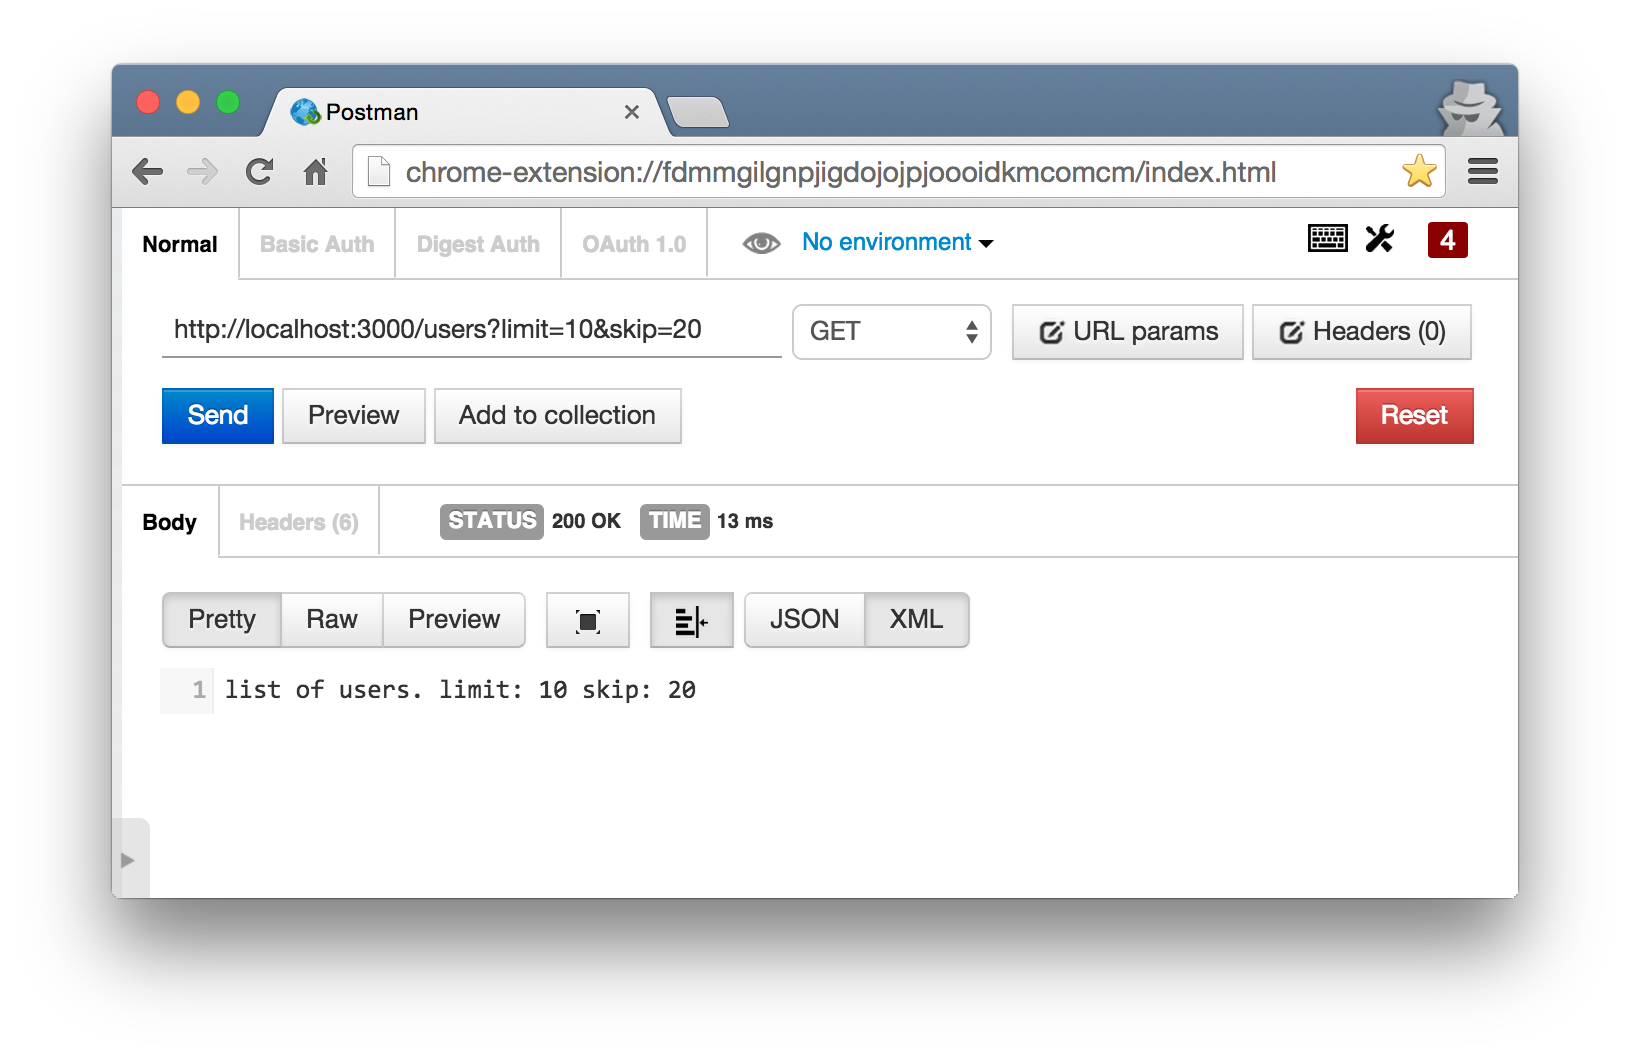 Postman
chrome-extension://fdmmgilgnpjigdojojpjoooidkmcomcm/index.html
Normal Basic Auth Digest Auth OAuth 1.0 No environment 4
http://localhost:3000/users?limit=10&skip=20 GET URL params Headers (0)
Send Preview Add to collection Reset
Body Headers (6) STATUS 200 OK TIME 13 ms
Pretty Raw Preview JSON XML
1 list of users. limit: 10 skip: 20